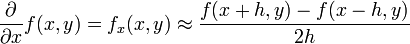 ∂/∂x f(x, y) = f_x(x, y) ≈ (f(x + h, y) − f(x − h, y)) / 2h